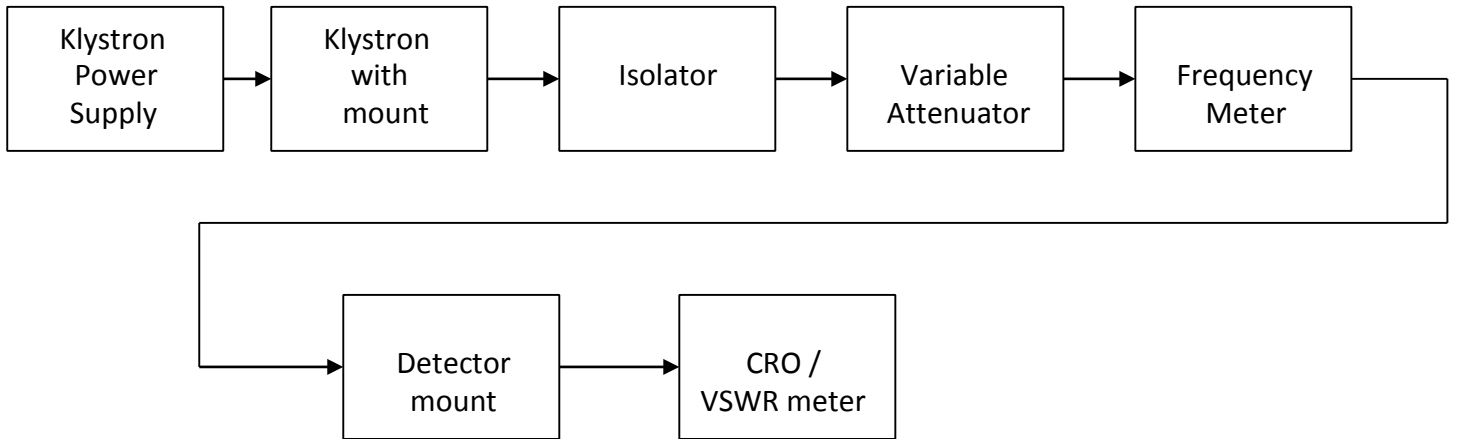 Klystron
Power
Supply
Klystron
with
mount
Isolator
Variable
Attenuator
Frequency
Meter
Detector
mount
CRO /
VSWR meter